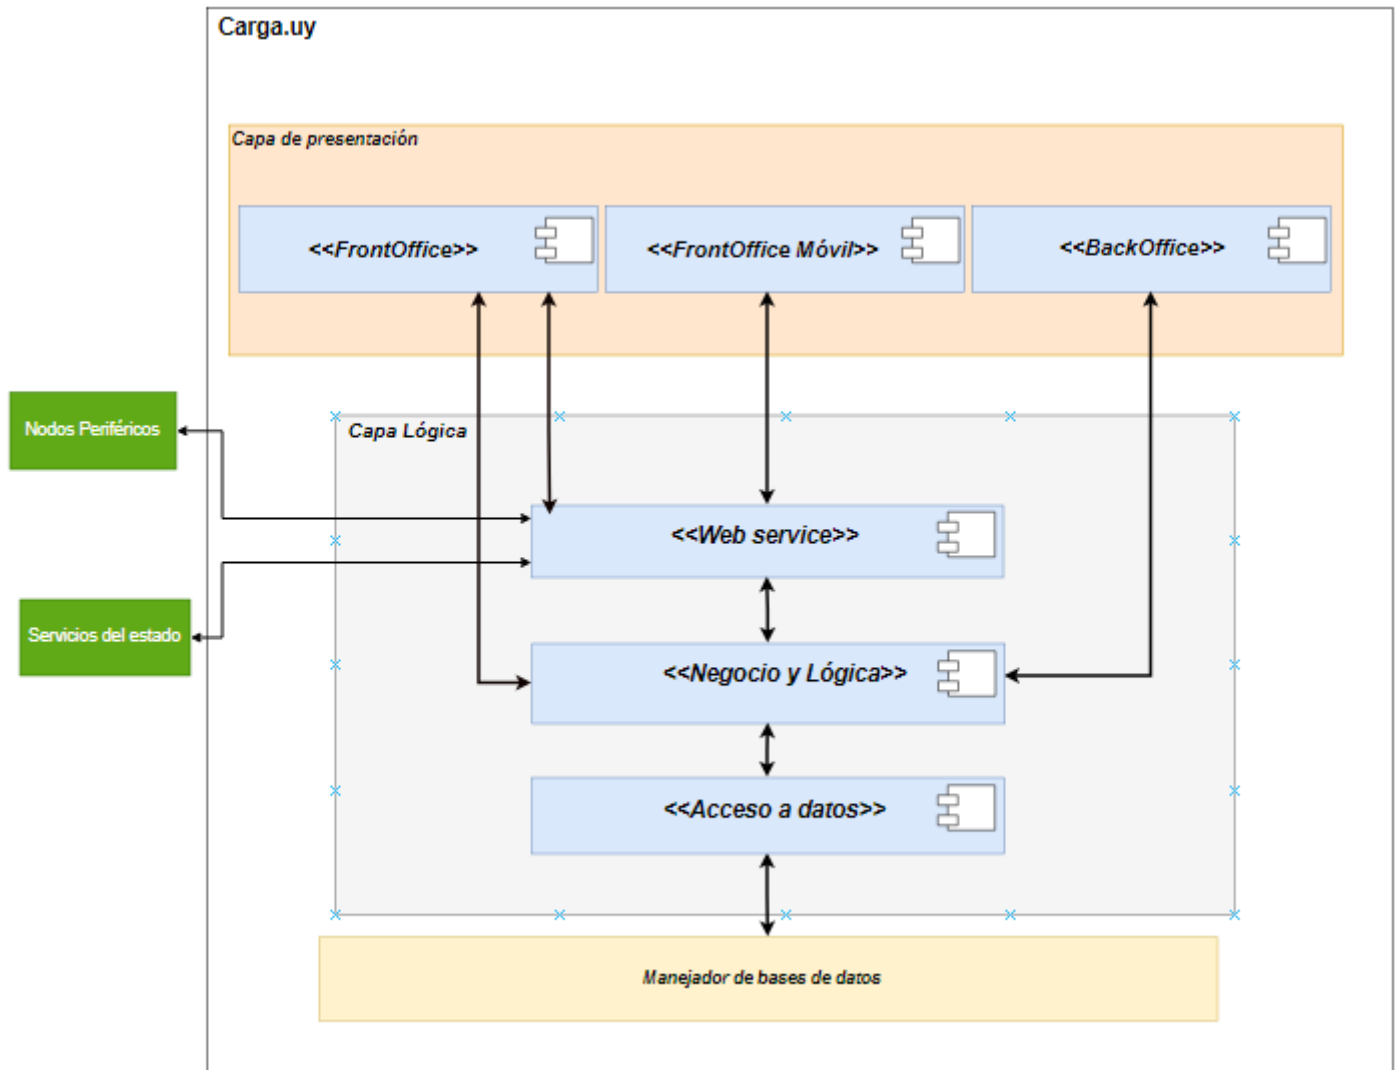 Carga.uy
Capa de presentación
<<FrontOffice>>
<<FrontOffice Móvil>>
<<BackOffice>>
Nodos Periféricos
Capa Lógica
<<Web service>>
Servicios del estado
<<Negocio y Lógica>>
<<Acceso a datos>>
Manejador de bases de datos